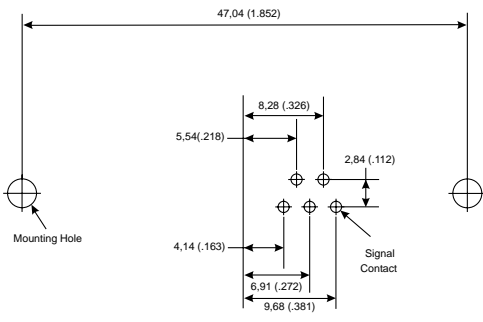 47,04 (1.852)
8,28 (.326)
5,54(.218)
2,84 (.112)
Mounting Hole
4,14 (.163)
Signal
Contact
6,91 (.272)
9,68 (.381)